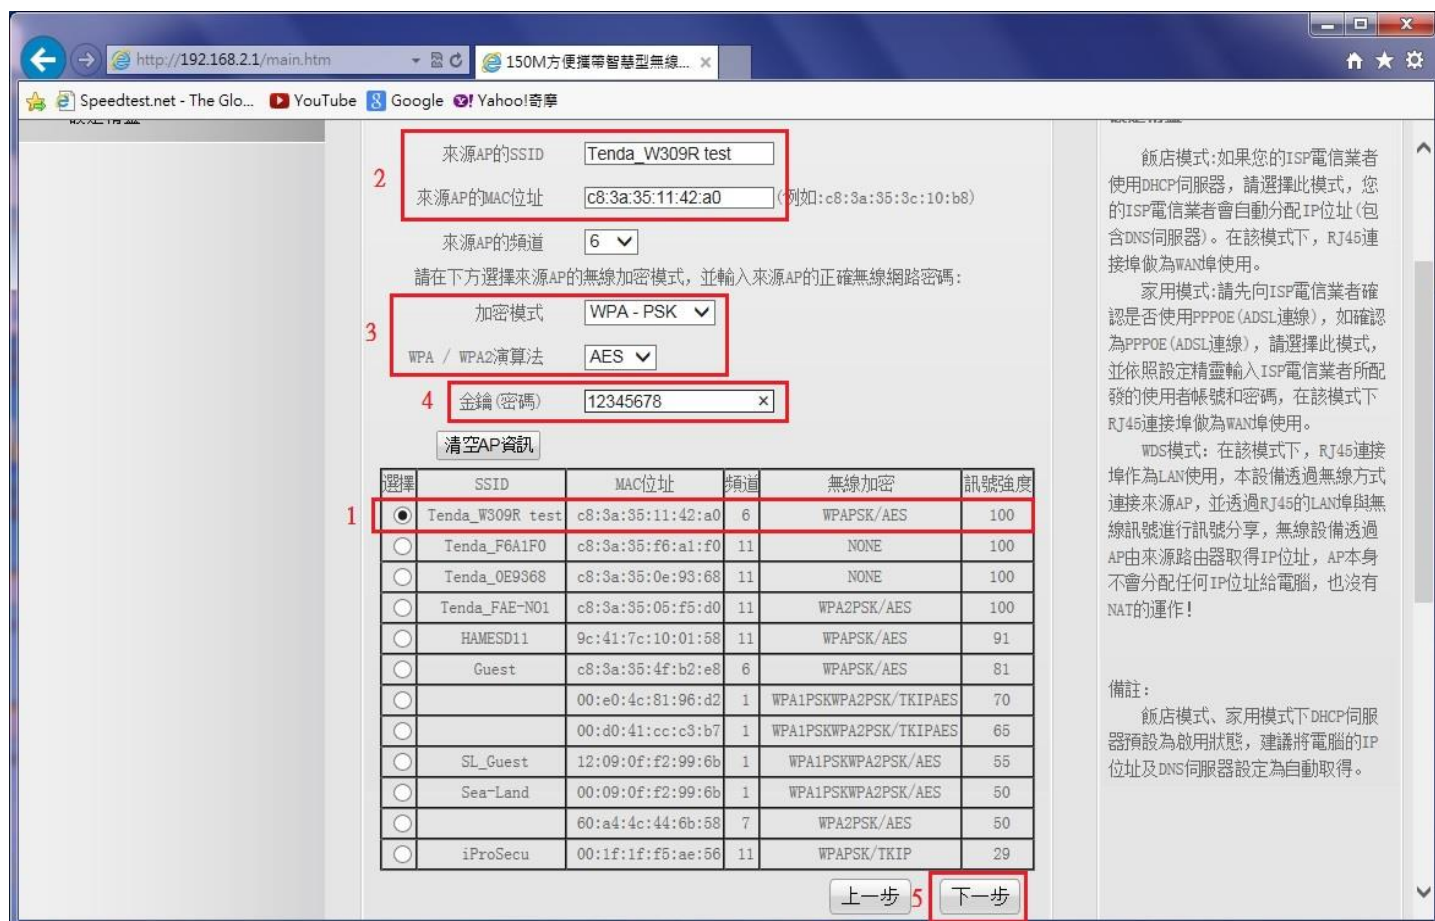 http://192.168.2.1/main.htm
150M方便攜帶智慧型無線...
Speedtest.net - The Glo...
YouTube
Google
Yahoo!奇摩
2
來源AP的SSID
Tenda_W309R test
來源AP的MAC位址
c8:3a:35:11:42:a0
(例如:c8:3a:35:3c:10:b8)
來源AP的頻道
6
請在下方選擇來源AP的無線加密模式，並輸入來源AP的正確無線網路密碼:
3
加密模式
WPA - PSK
WPA / WPA2演算法
AES
4
金鑰(密碼)
12345678
清空AP資訊
選擇 SSID MAC位址 頻道 無線加密 訊號強度
1
Tenda_W309R test c8:3a:35:11:42:a0 6 WPAPSK/AES 100
Tenda_F6A1F0 c8:3a:35:f6:a1:f0 11 NONE 100
Tenda_0E9368 c8:3a:35:0e:93:68 11 NONE 100
Tenda_FAE-N01 c8:3a:35:05:f5:d0 11 WPA2PSK/AES 100
HAMESD11 9c:41:7c:10:01:58 11 WPAPSK/AES 91
Guest c8:3a:35:4f:b2:e8 6 WPAPSK/AES 81
00:e0:4c:81:96:d2 1 WPA1PSKWPA2PSK/TKIPAES 70
00:d0:41:cc:c3:b7 1 WPA1PSKWPA2PSK/TKIPAES 65
SL_Guest 12:09:0f:f2:99:6b 1 WPA1PSKWPA2PSK/AES 55
Sea-Land 00:09:0f:f2:99:6b 1 WPA1PSKWPA2PSK/AES 50
60:a4:4c:44:6b:58 7 WPA2PSK/AES 50
iProSecu 00:1f:1f:f5:ae:56 11 WPAPSK/TKIP 29
上一步
5
下一步
飯店模式:如果您的ISP電信業者
使用DHCP伺服器，請選擇此模式，您
的ISP電信業者會自動分配IP位址(包
含DNS伺服器)。在該模式下，RJ45連
接埠做為WAN埠使用。
家用模式:請先向ISP電信業者確
認是否使用PPPOE(ADSL連線)，如確認
為PPPOE(ADSL連線)，請選擇此模式，
並依照設定精靈輸入ISP電信業者所配
發的使用者帳號和密碼，在該模式下
RJ45連接埠做為WAN埠使用。
WDS模式: 在該模式下，RJ45連接
埠作為LAN使用，本設備透過無線方式
連接來源AP，並透過RJ45的LAN埠與無
線訊號進行訊號分享，無線設備透過
AP由來源路由器取得IP位址，AP本身
不會分配任何IP位址給電腦，也沒有
NAT的運作!
備註:
飯店模式、家用模式下DHCP伺服
器預設為啟用狀態，建議將電腦的IP
位址及DNS伺服器設定為自動取得。